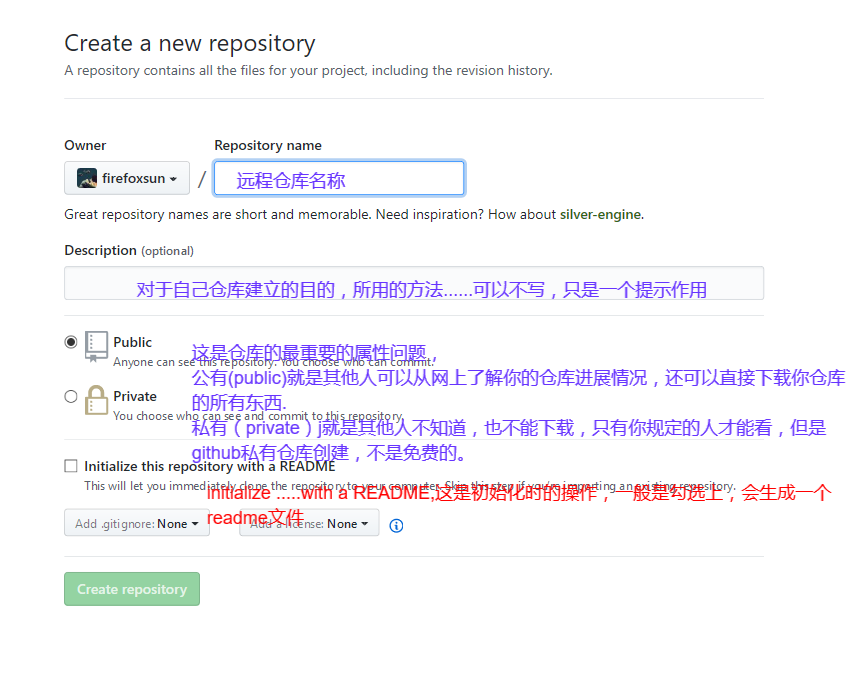 Create a new repository
A repository contains all the files for your project, including the revision history.
Owner
Repository name
firefoxsun
/
远程仓库名称
Great repository names are short and memorable. Need inspiration? How about silver-engine.
Description (optional)
对于自己仓库建立的目的，所用的方法......可以不写，只是一个提示作用
Public
Anyone can see this repository. You choose who can commit.
这是仓库的最重要的属性问题，
公有(public)就是其他人可以从网上了解你的仓库进展情况，还可以直接下载你仓库
的所有东西.
Private
You choose who can see and commit to this repository.
私有（private）j就是其他人不知道，也不能下载，只有你规定的人才能看，但是
github私有仓库创建，不是免费的。
Initialize this repository with a README
This will let you immediately clone the repository to your computer. Skip this step if you're importing an existing repository.
Initialize .....with a README,这是初始化时的操作，一般是勾选上，会生成一个
readme文件
Add .gitignore: None
Add a license: None
Create repository